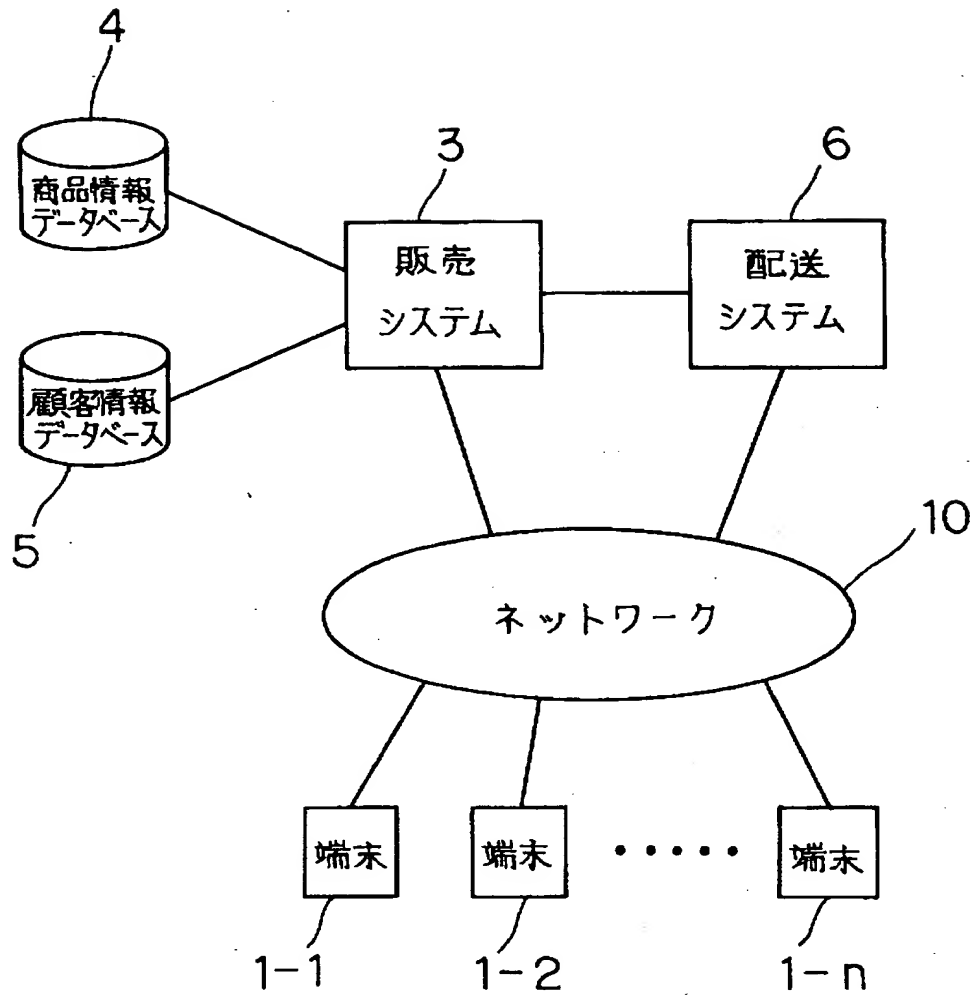 4
商品情報
データベース
3
販売
システム
6
配送
システム
顧客情報
データベース
5
10
ネットワーク
端末
端末
・・・・・
端末
1-1
1-2
1-n